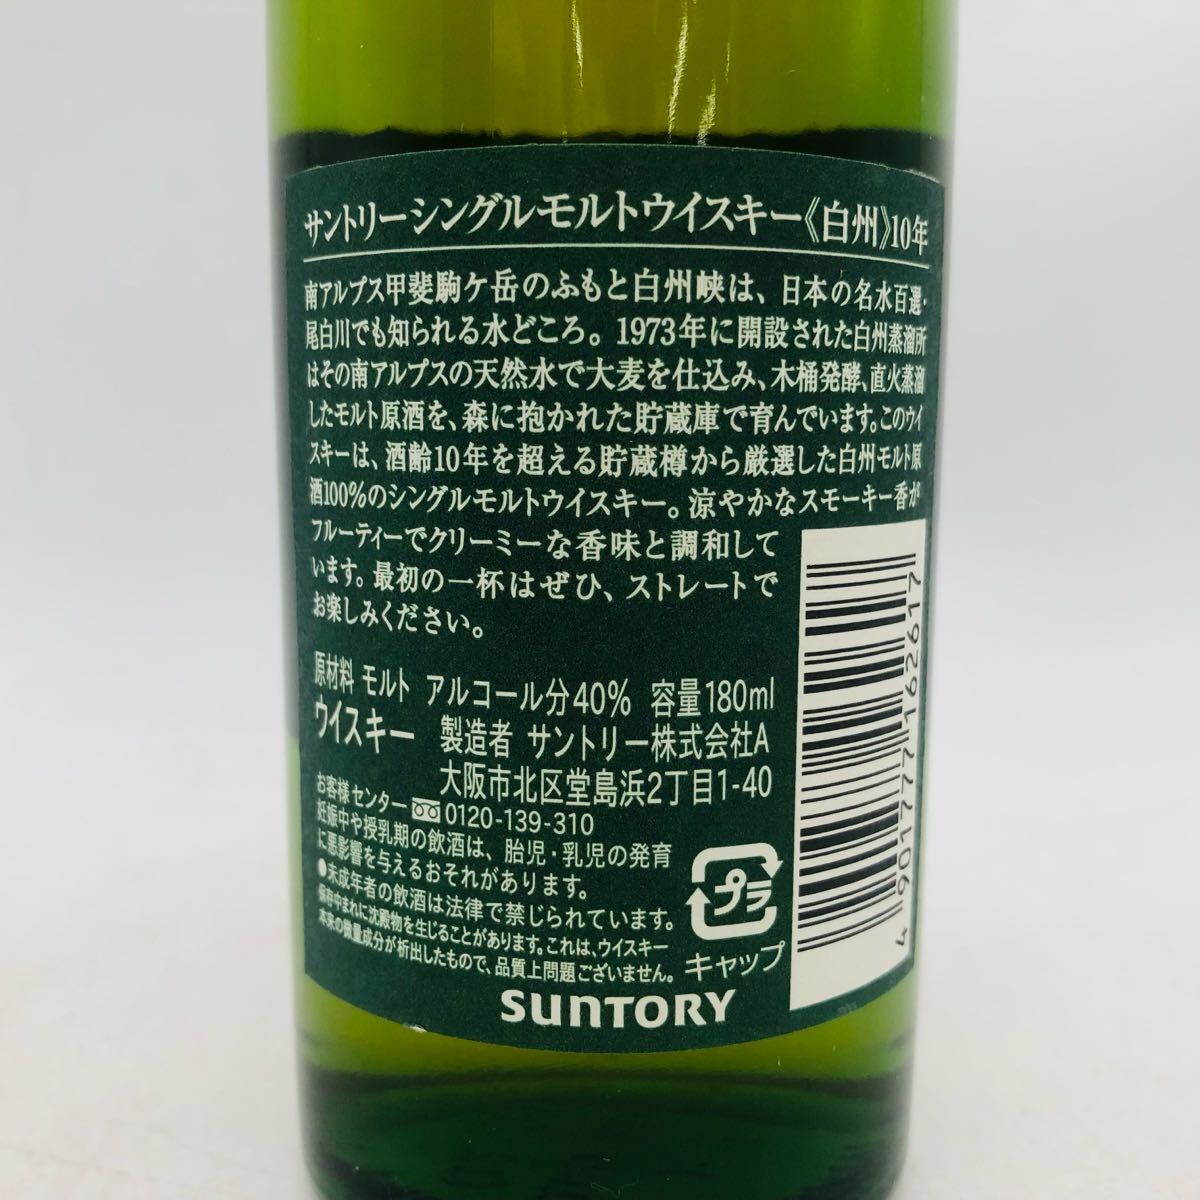 サントリーシングルモルトウイスキー《白州》10年
南アルプス甲斐駒ケ岳のふもと白州峡は、日本の名水百選・
尾白川でも知られる水どころ。1973年に開設された白州蒸溜所
はその南アルプスの天然水で大麦を仕込み、木桶発酵、直火蒸溜
したモルト原酒を、森に抱かれた貯蔵庫で育んでいます。このウイ
スキーは、酒齢10年を超える貯蔵樽から厳選した白州モルト原
酒100%のシングルモルトウイスキー。涼やかなスモーキー香が
フルーティーでクリーミーな香味と調和して
います。最初の一杯はぜひ、ストレートで
お楽しみください。
原材料 モルト アルコール分40% 容量180ml
ウイスキー 製造者 サントリー株式会社A
大阪市北区堂島浜2丁目1-40
お客様センター 0120-139-310
妊娠中や授乳期の飲酒は、胎児・乳児の発育
に悪影響を与えるおそれがあります。
●未成年者の飲酒は法律で禁じられています。
保存中まれに沈殿物を生じることがあります。これは、ウイスキー
本来の微量成分が析出したもので、品質上問題ございません。
プラ
キャップ
SUNTORY
4 901777 162617